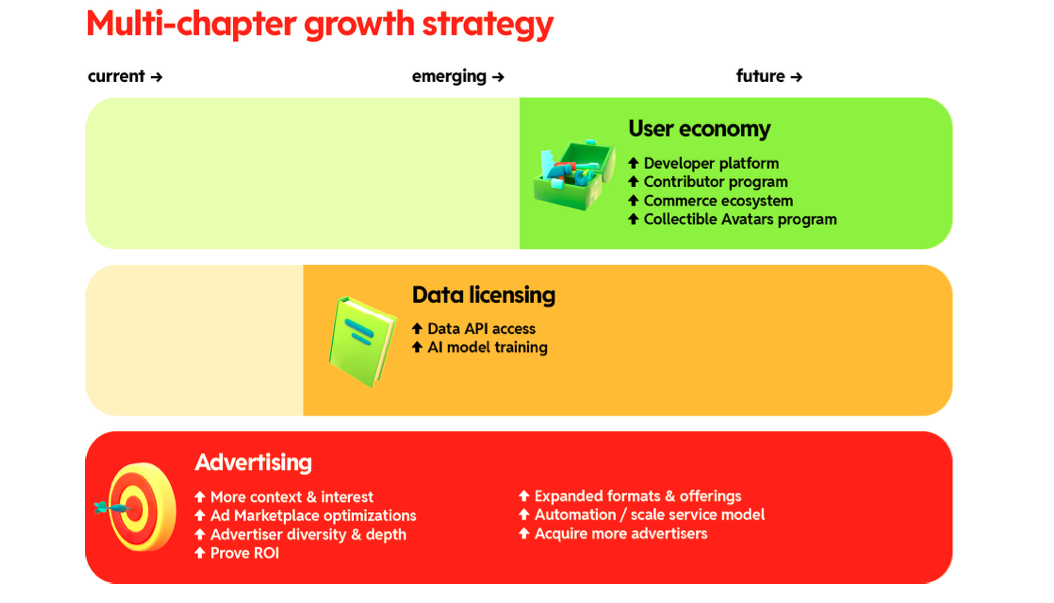 Multi-chapter growth strategy
current →
emerging →
future →
User economy
↑ Developer platform
↑ Contributor program
↑ Commerce ecosystem
↑ Collectible Avatars program
Data licensing
↑ Data API access
↑ AI model training
Advertising
↑ More context & interest
↑ Ad Marketplace optimizations
↑ Advertiser diversity & depth
↑ Prove ROI
↑ Expanded formats & offerings
↑ Automation / scale service model
↑ Acquire more advertisers